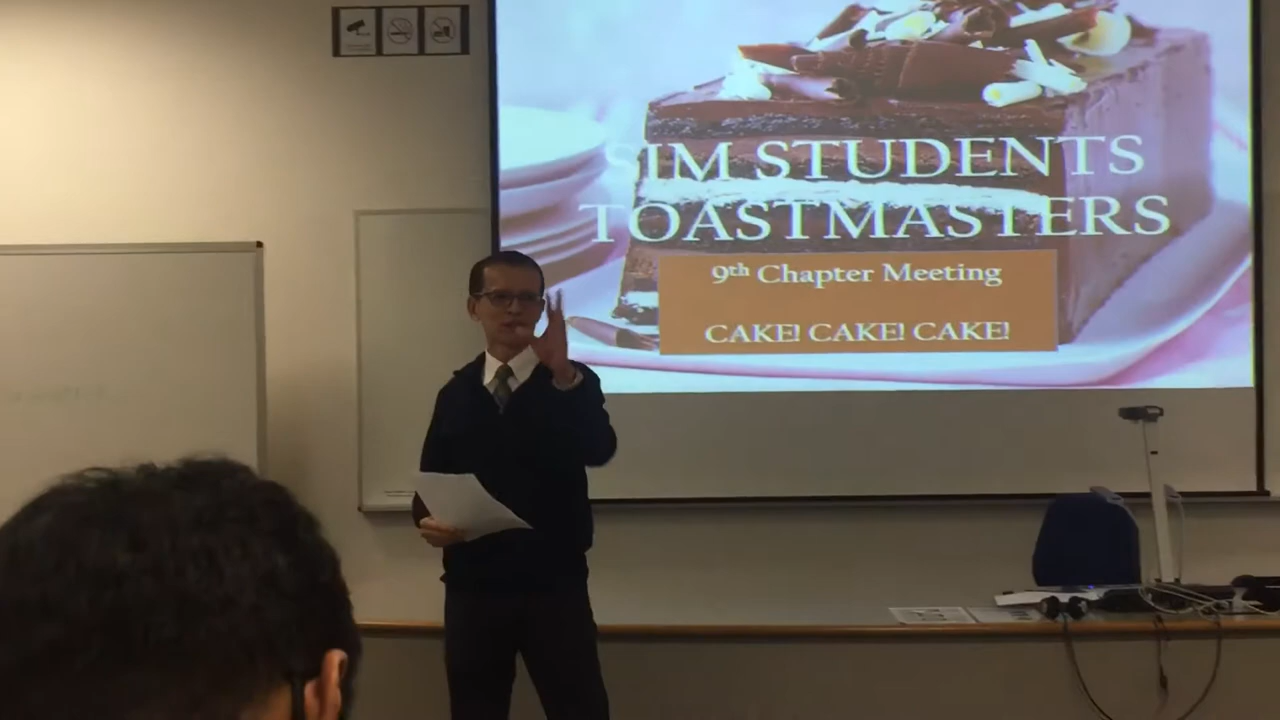 SIM STUDENTS
TOASTMASTERS
9th Chapter Meeting
CAKE! CAKE! CAKE!